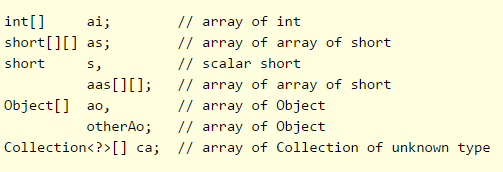 int[]     ai;        // array of int
short[][] as;        // array of array of short
short     s,         // scalar short
          aas[][];   // array of array of short
Object[]  ao,        // array of Object
          otherAo;   // array of Object
Collection<?>[] ca;  // array of Collection of unknown type